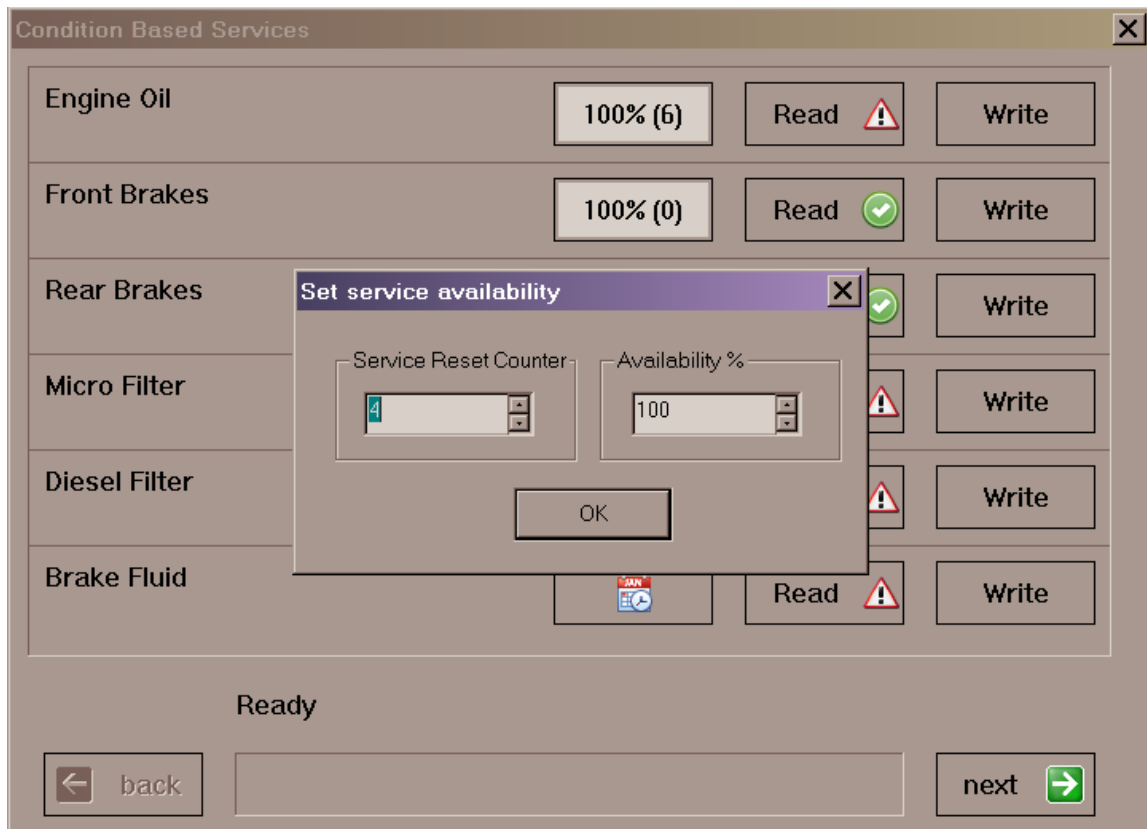 Condition Based Services
Engine Oil
100% (6)
Read
Write
Front Brakes
100% (0)
Read
Write
Rear Brakes
Write
Set service availability
Service Reset Counter
Availability %
4
100
OK
Micro Filter
Write
Diesel Filter
Write
Brake Fluid
JAN
Read
Write
Ready
back
next